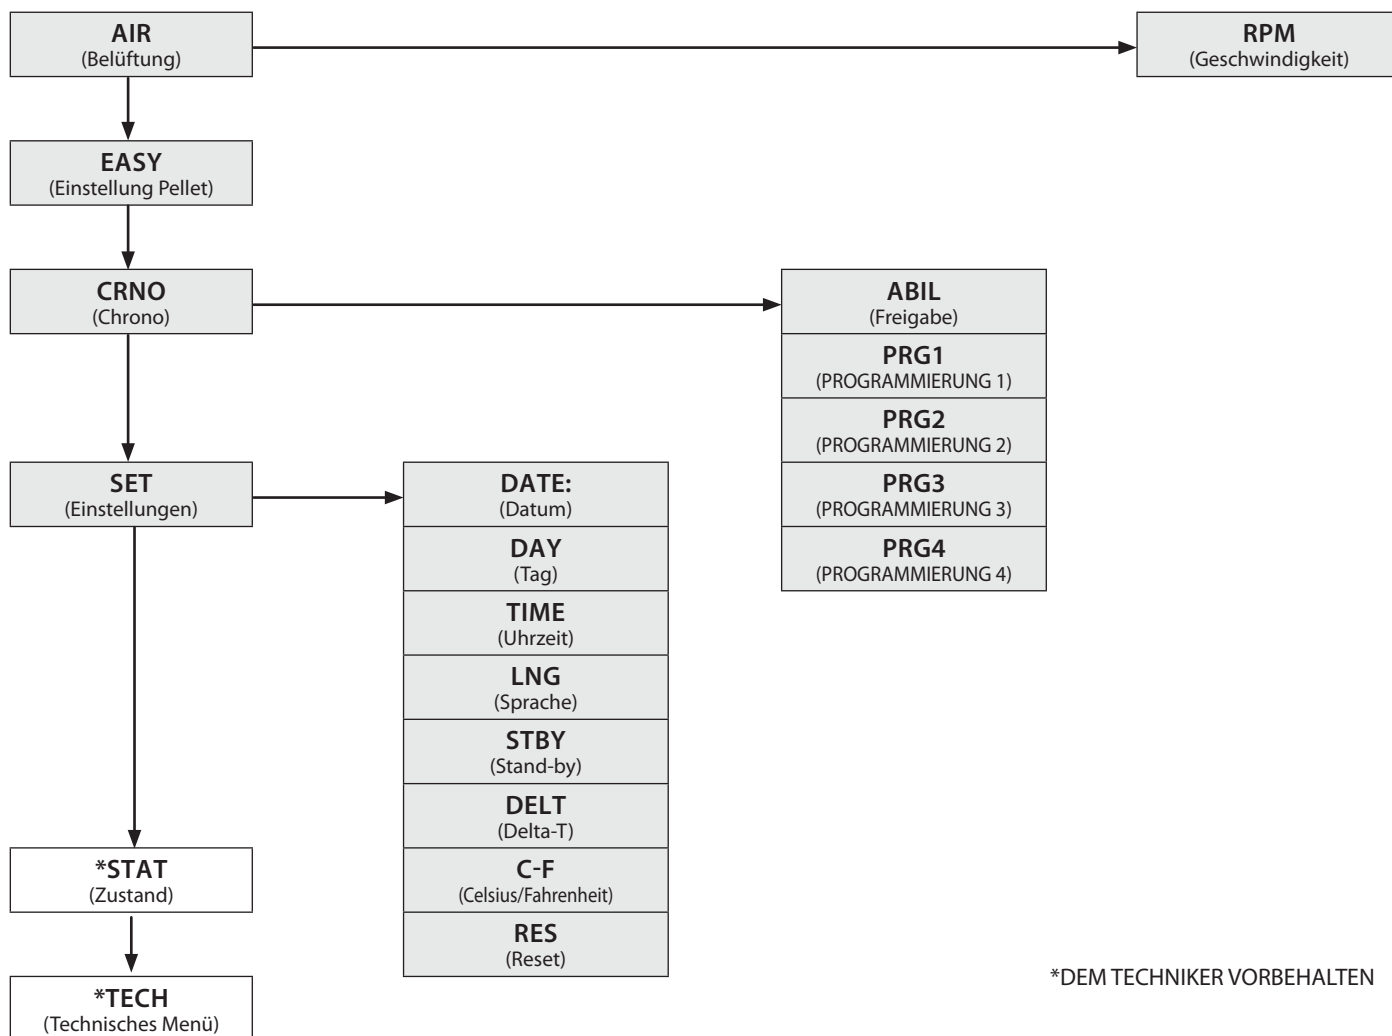 AIR
(Belüftung)
RPM
(Geschwindigkeit)
EASY
(Einstellung Pellet)
CRNO
(Chrono)
ABIL
(Freigabe)
PRG1
(PROGRAMMIERUNG 1)
PRG2
(PROGRAMMIERUNG 2)
PRG3
(PROGRAMMIERUNG 3)
PRG4
(PROGRAMMIERUNG 4)
SET
(Einstellungen)
DATE:
(Datum)
DAY
(Tag)
TIME
(Uhrzeit)
LNG
(Sprache)
STBY
(Stand-by)
DELT
(Delta-T)
C-F
(Celsius/Fahrenheit)
RES
(Reset)
*STAT
(Zustand)
*TECH
(Technisches Menü)
*DEM TECHNIKER VORBEHALTEN